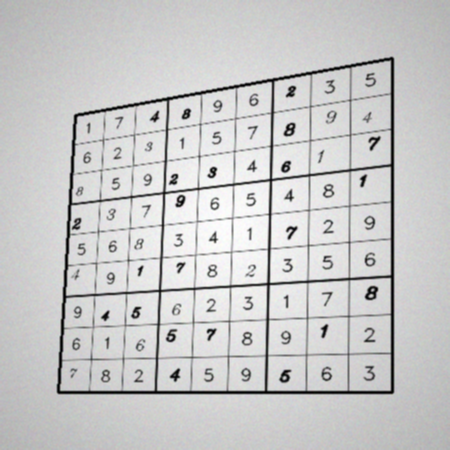 1 7 4 8 9 6 2 3 5
6 2 3 1 5 7 8 9 4
8 5 9 2 3 4 6 1 7
2 3 7 9 6 5 4 8 1
5 6 8 3 4 1 7 2 9
4 9 1 7 8 2 3 5 6
9 4 5 6 2 3 1 7 8
6 1 6 5 7 8 9 1 2
7 8 2 4 5 9 5 6 3